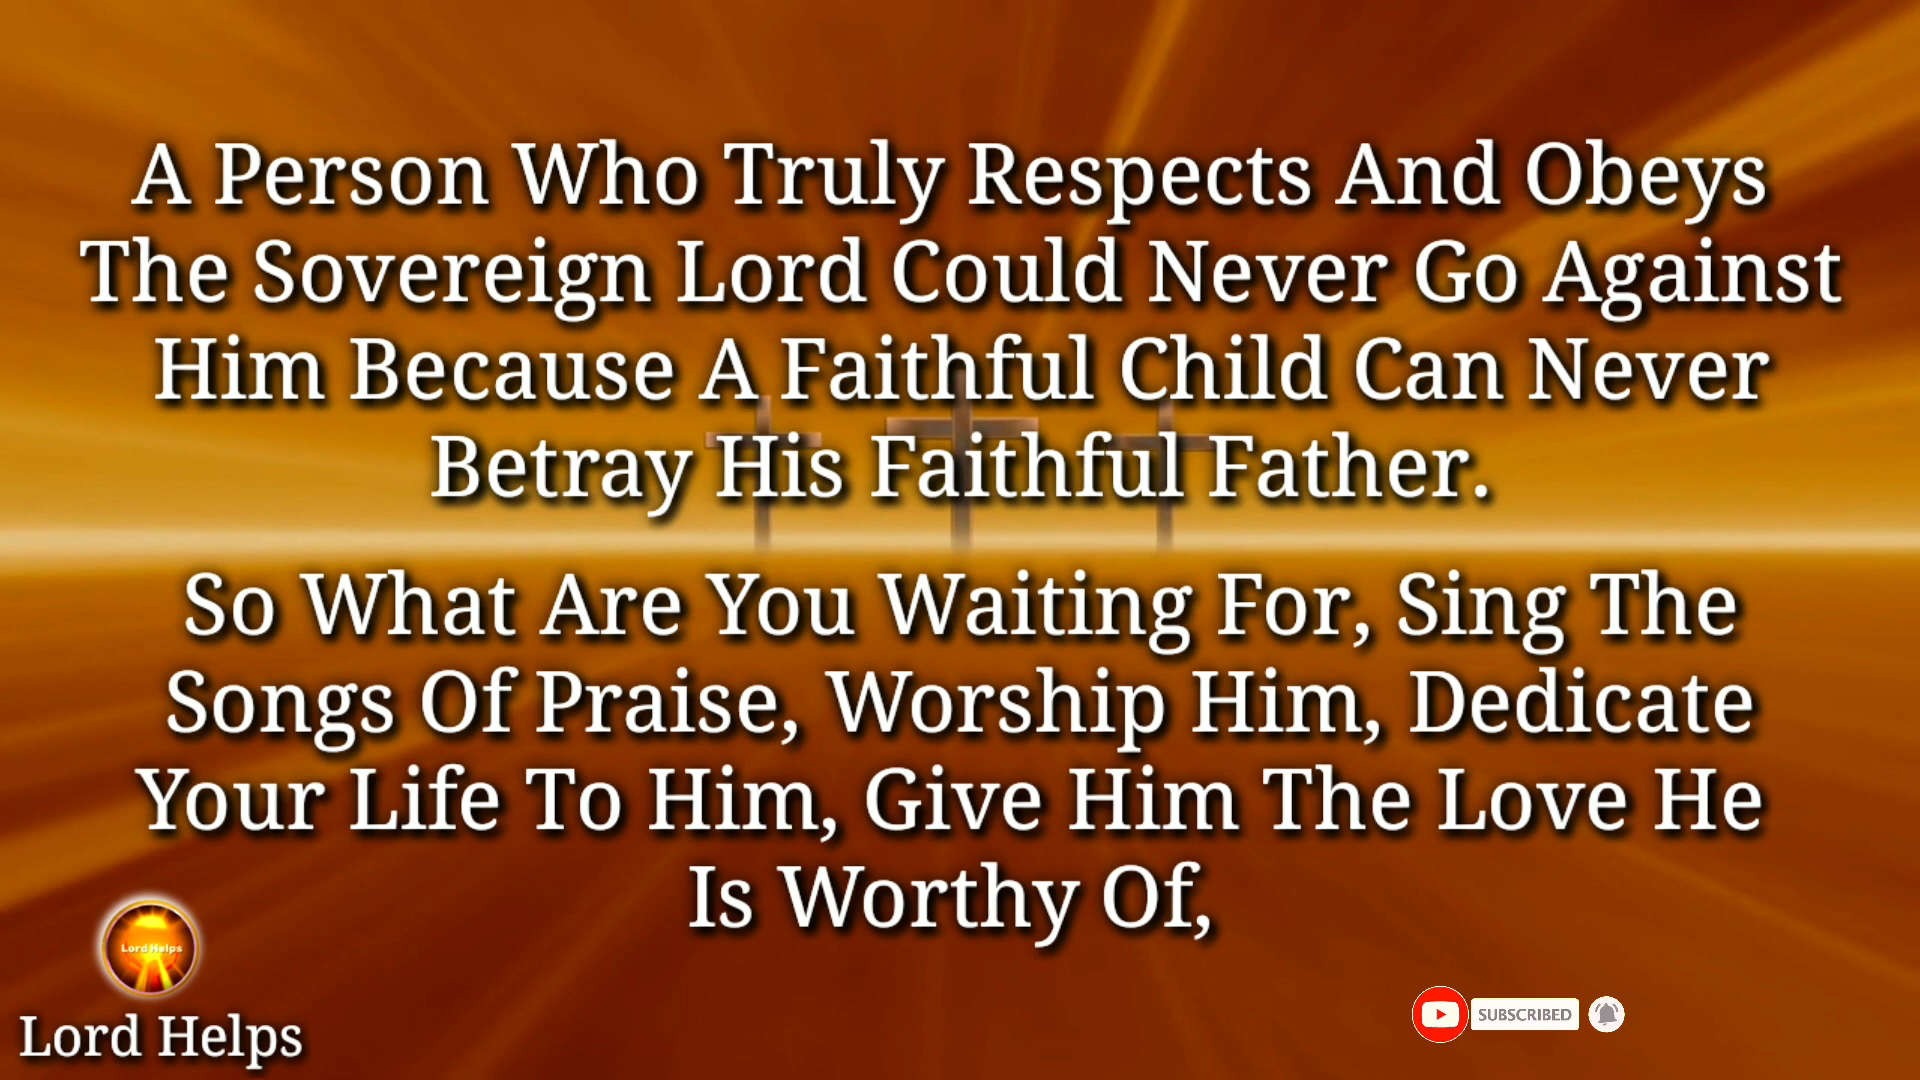 A Person Who Truly Respects And Obeys
The Sovereign Lord Could Never Go Against
Him Because A Faithful Child Can Never
Betray His Faithful Father.
So What Are You Waiting For, Sing The
Songs Of Praise, Worship Him, Dedicate
Your Life To Him, Give Him The Love He
Is Worthy Of,
Lord Helps
Lord Helps
SUBSCRIBED